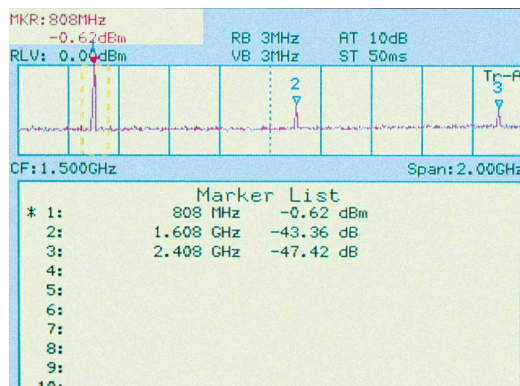 MKR:808MHz
-0.62dBm RB 3MHz AT 10dB
RLV: 0.00dBm VB 3MHz ST 50ms
Tr-A
2 3
CF:1.500GHz Span:2.00GHz
Marker List
* 1: 808 MHz -0.62 dBm
2: 1.608 GHz -43.36 dB
3: 2.408 GHz -47.42 dB
4:
5:
6:
7:
8:
9:
10: